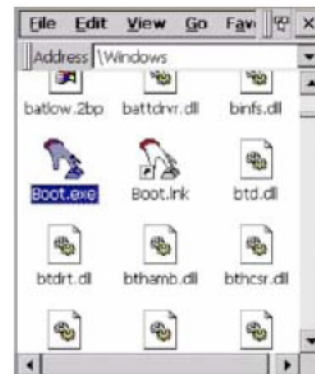 File Edit View Go Fav
Address \Windows
batlow.2bp battdrvr.dll binfs.dll
Boot.exe Boot.lnk btd.dll
btdrt.dll bthamb.dll bthcsr.dll